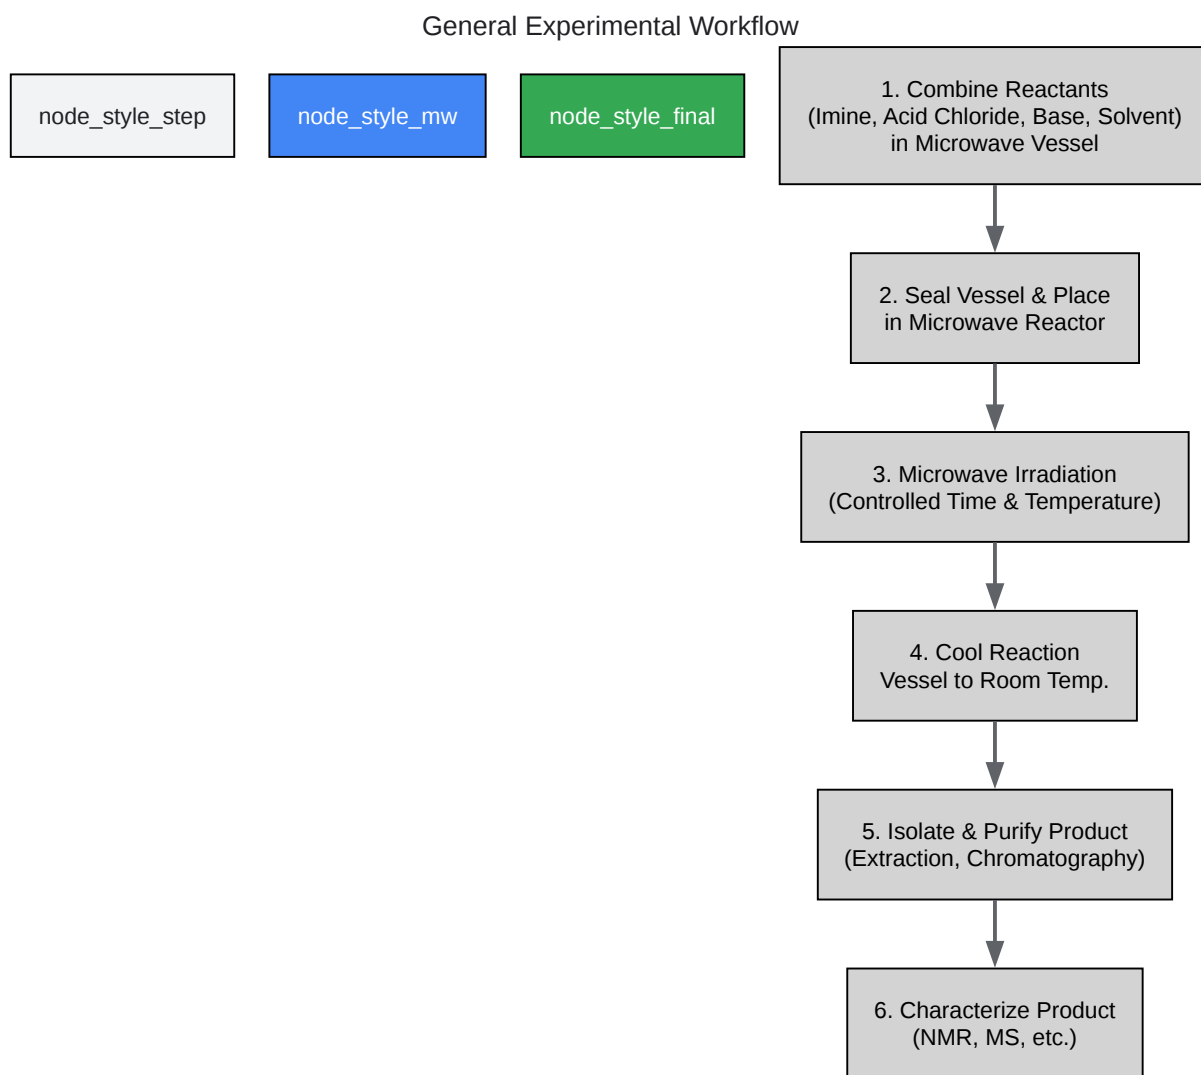 General Experimental Workflow
node_style_step
node_style_mw
node_style_final
1. Combine Reactants
(Imine, Acid Chloride, Base, Solvent)
in Microwave Vessel
2. Seal Vessel & Place
in Microwave Reactor
3. Microwave Irradiation
(Controlled Time & Temperature)
4. Cool Reaction
Vessel to Room Temp.
5. Isolate & Purify Product
(Extraction, Chromatography)
6. Characterize Product
(NMR, MS, etc.)